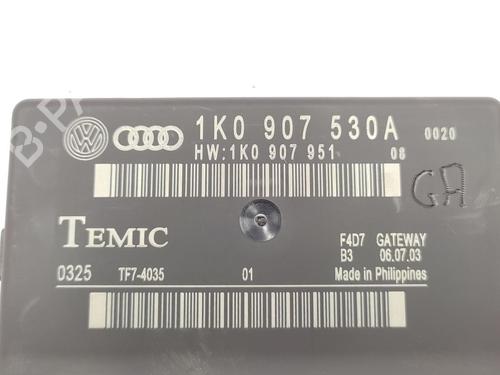 1K0 907 530A 0020
HW:1K0 907 951 08
GA
TEMIC
F4D7 GATEWAY
B3 06.07.03
0325 TF7-4035 01 Made in Philippines
B-PA